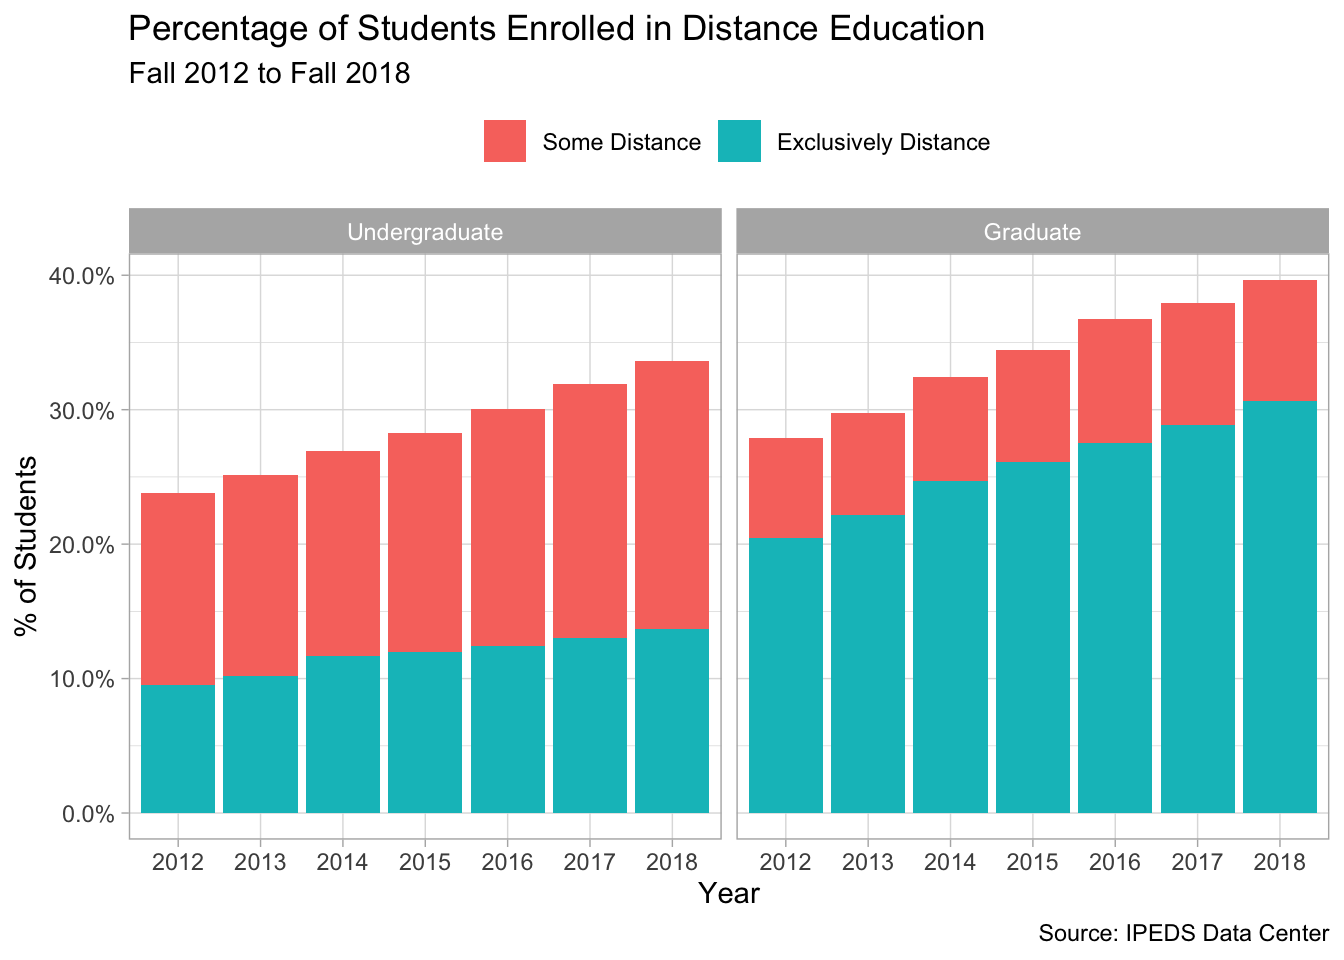 Percentage of Students Enrolled in Distance Education
Fall 2012 to Fall 2018
Some Distance Exclusively Distance
Undergraduate Graduate
40.0%
30.0%
20.0%
10.0%
0.0%
% of Students
2012 2013 2014 2015 2016 2017 2018 2012 2013 2014 2015 2016 2017 2018
Year
Source: IPEDS Data Center